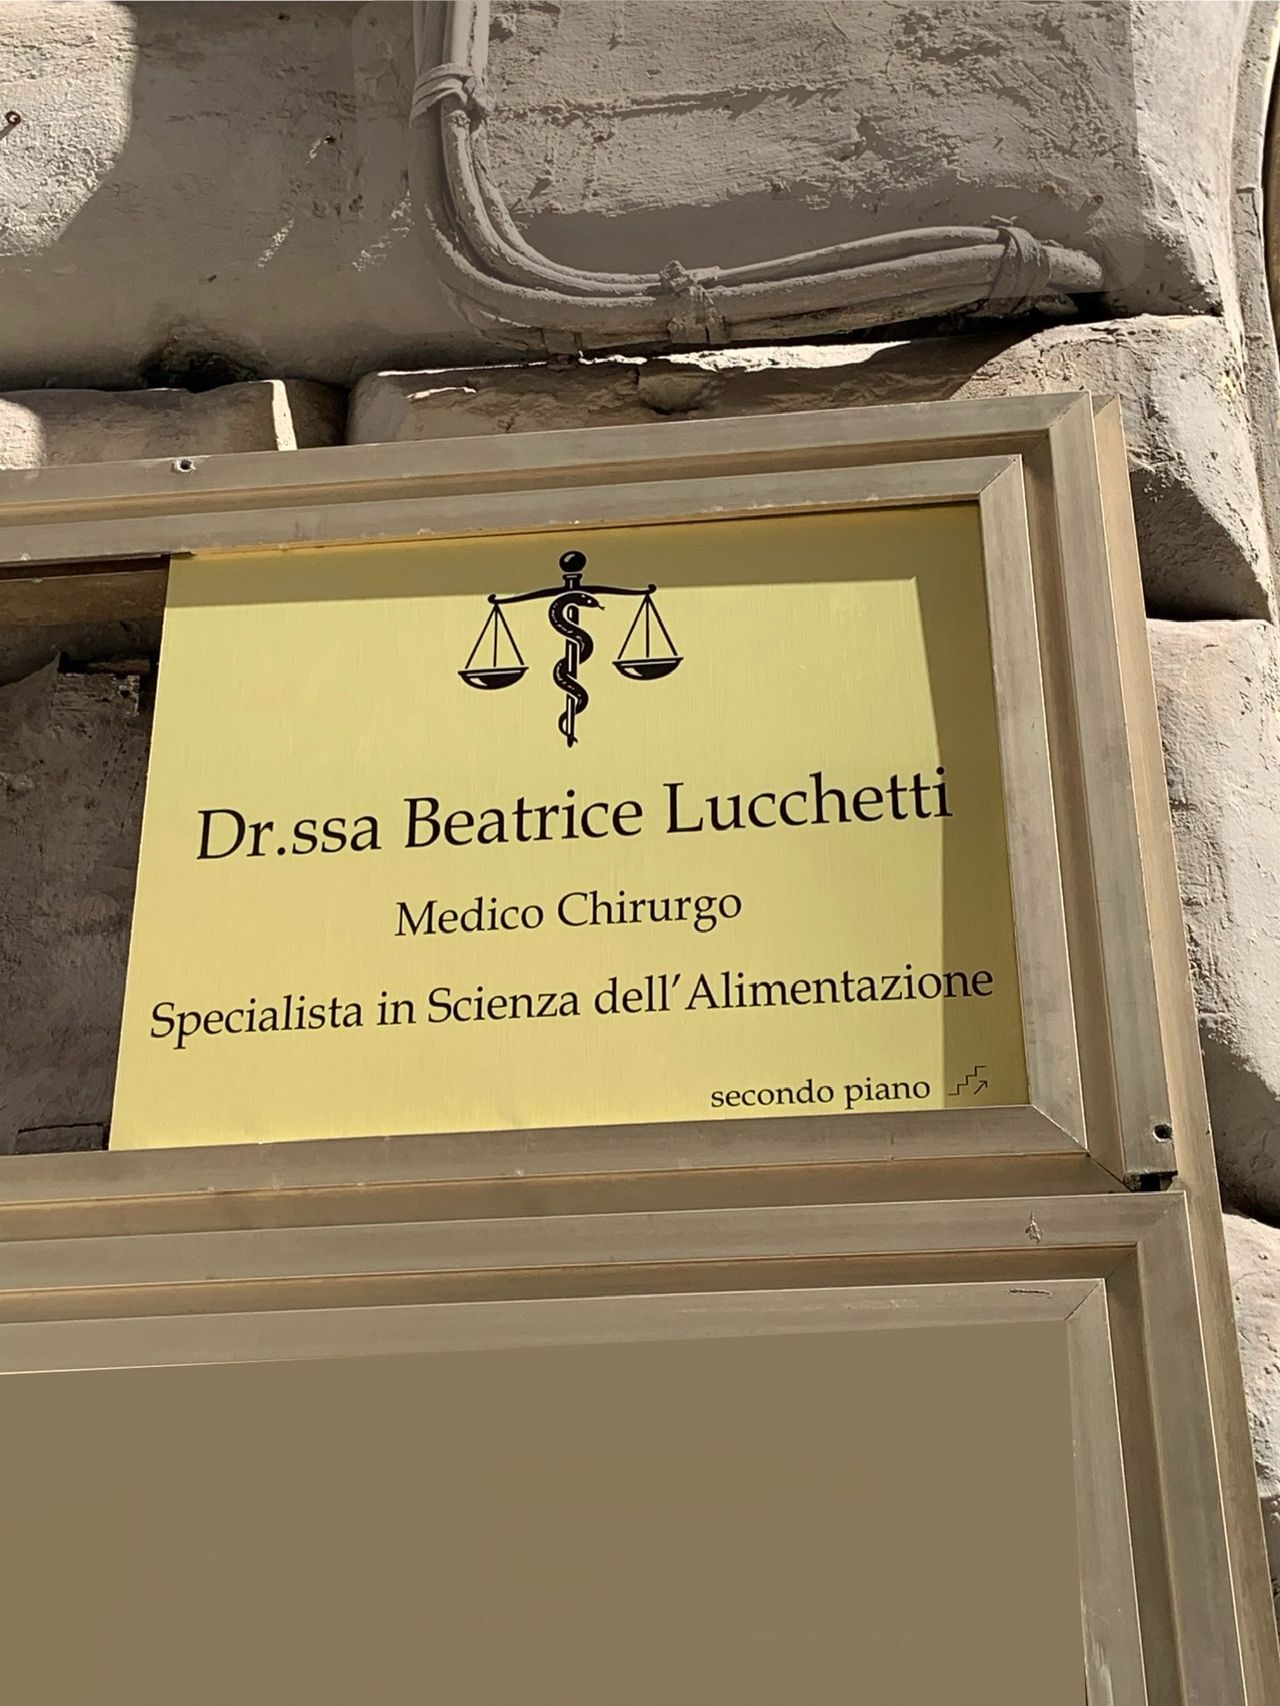 Dr.ssa Beatrice Lucchetti
Medico Chirurgo
Specialista in Scienza dell'Alimentazione
secondo piano